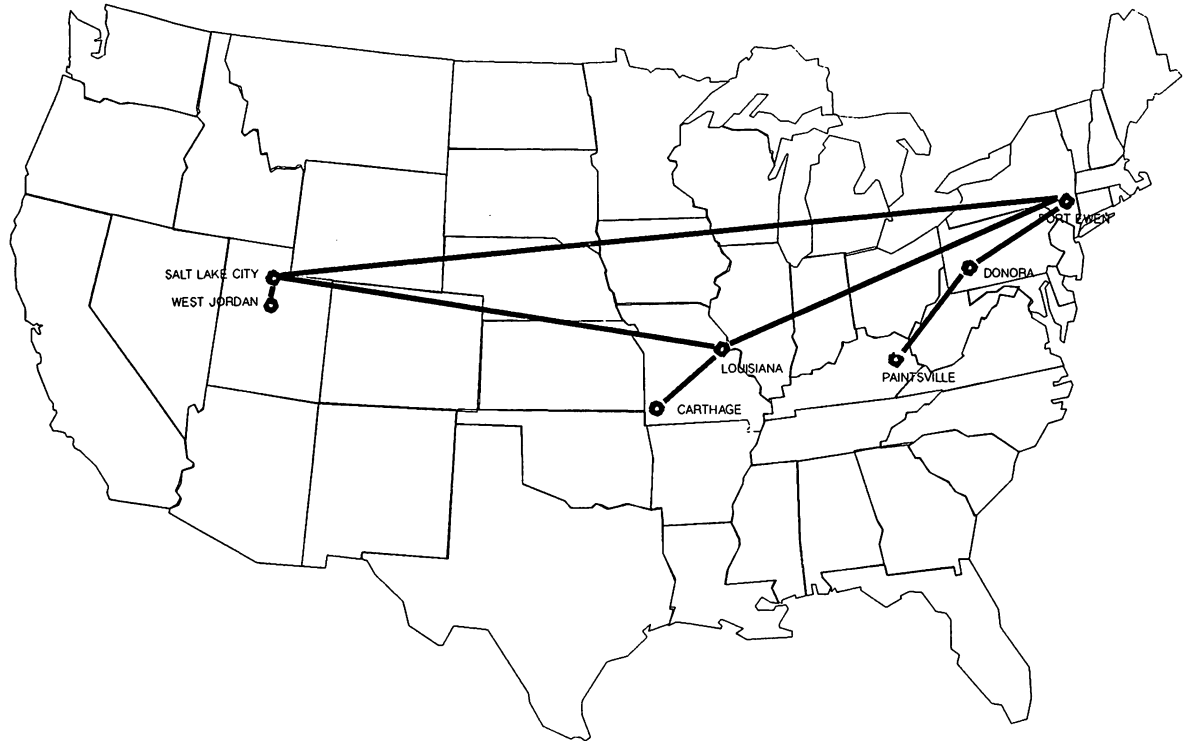 PORT EWEN
SALT LAKE CITY
DONORA
WEST JORDAN
LOUISIANA
PAINTSVILLE
CARTHAGE